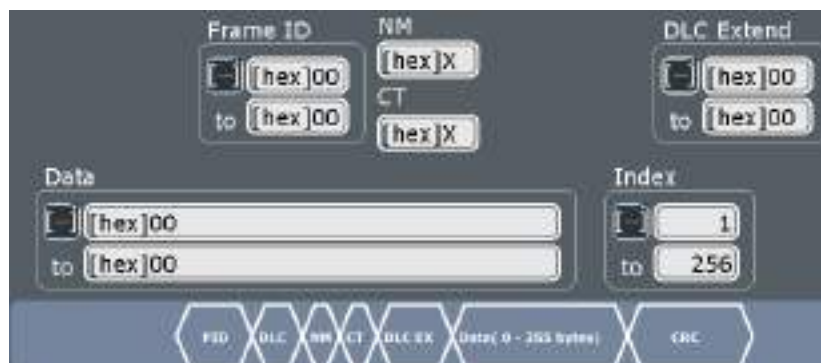 Frame ID
NM
DLC Extend
[hex]00
to [hex]00
[hex]X
CT
[hex]X
[hex]00
to [hex]00
Data
Index
[hex]00
to [hex]00
1
to 256
FID DLC NM CT DLC EX Data( 0 - 255 bytes) CRC